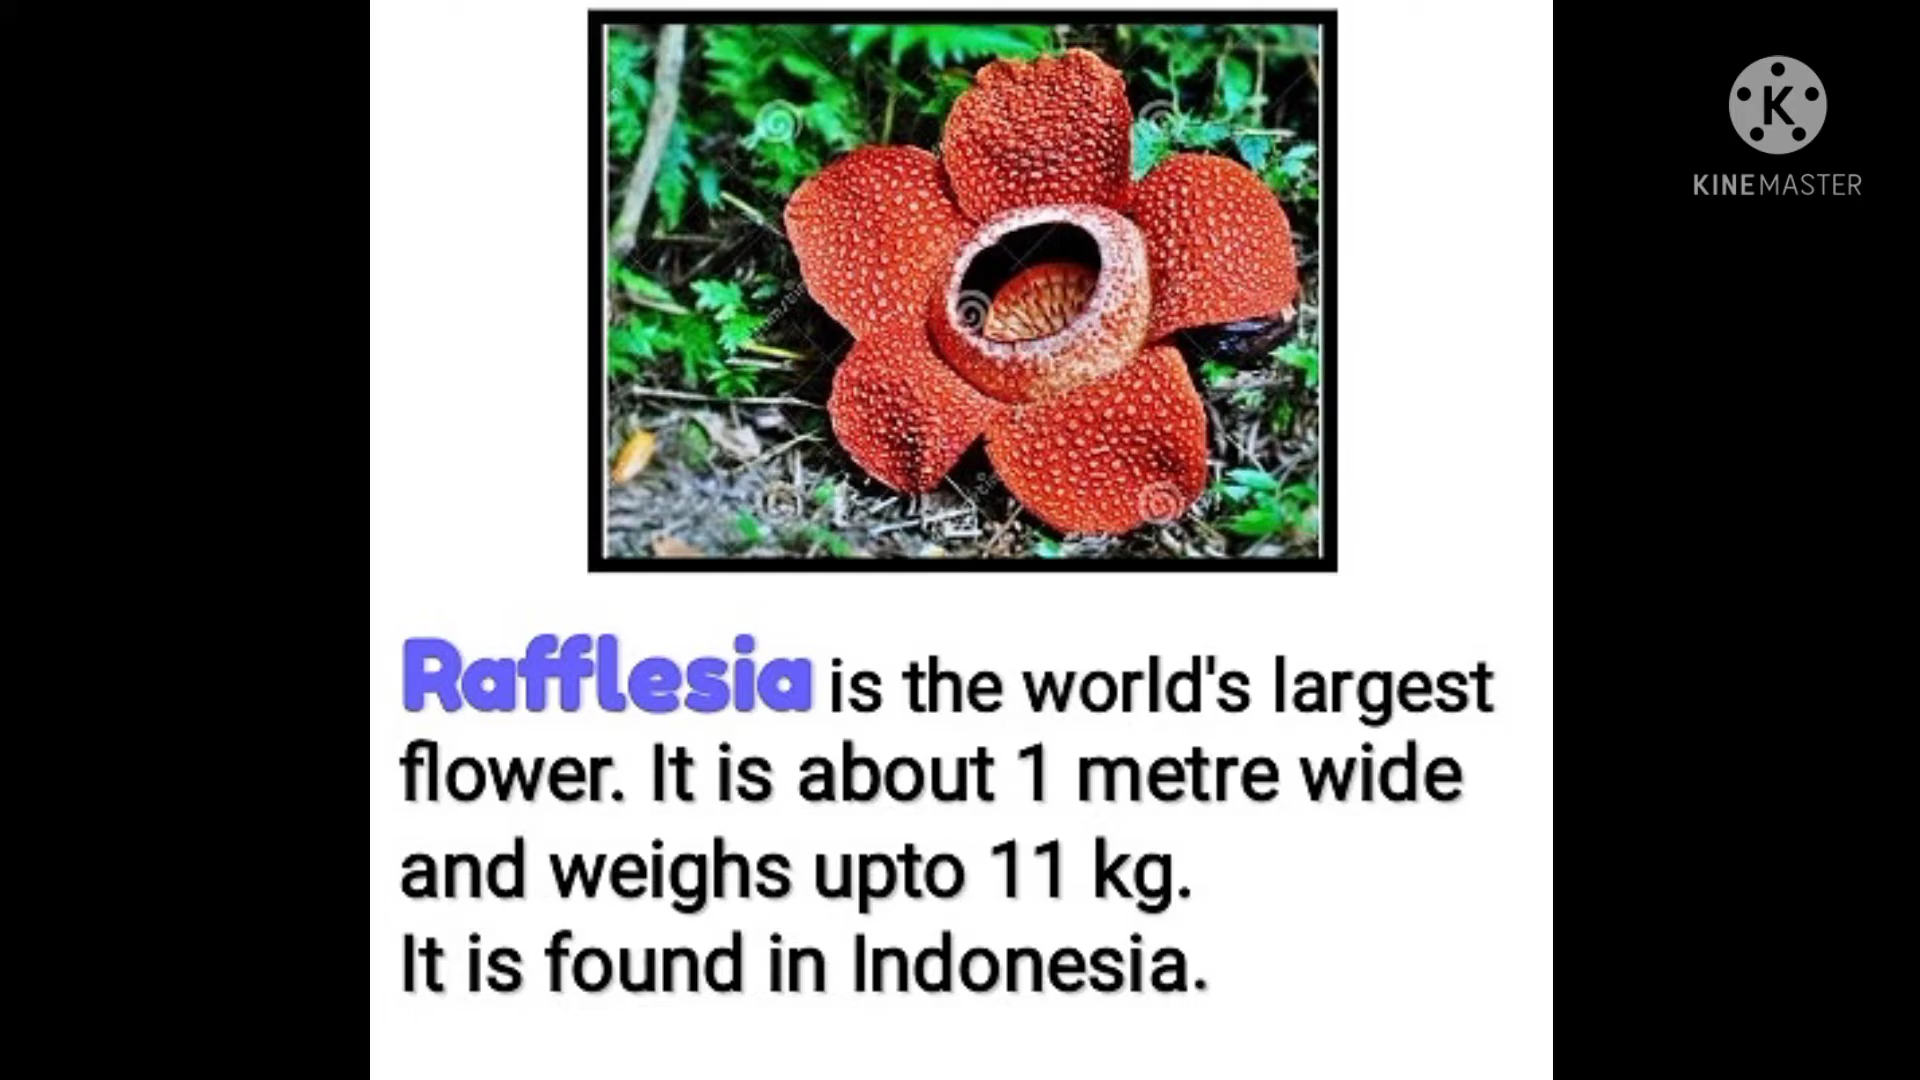 KINEMASTER
Rafflesia is the world's largest
flower. It is about 1 metre wide
and weighs upto 11 kg.
It is found in Indonesia.